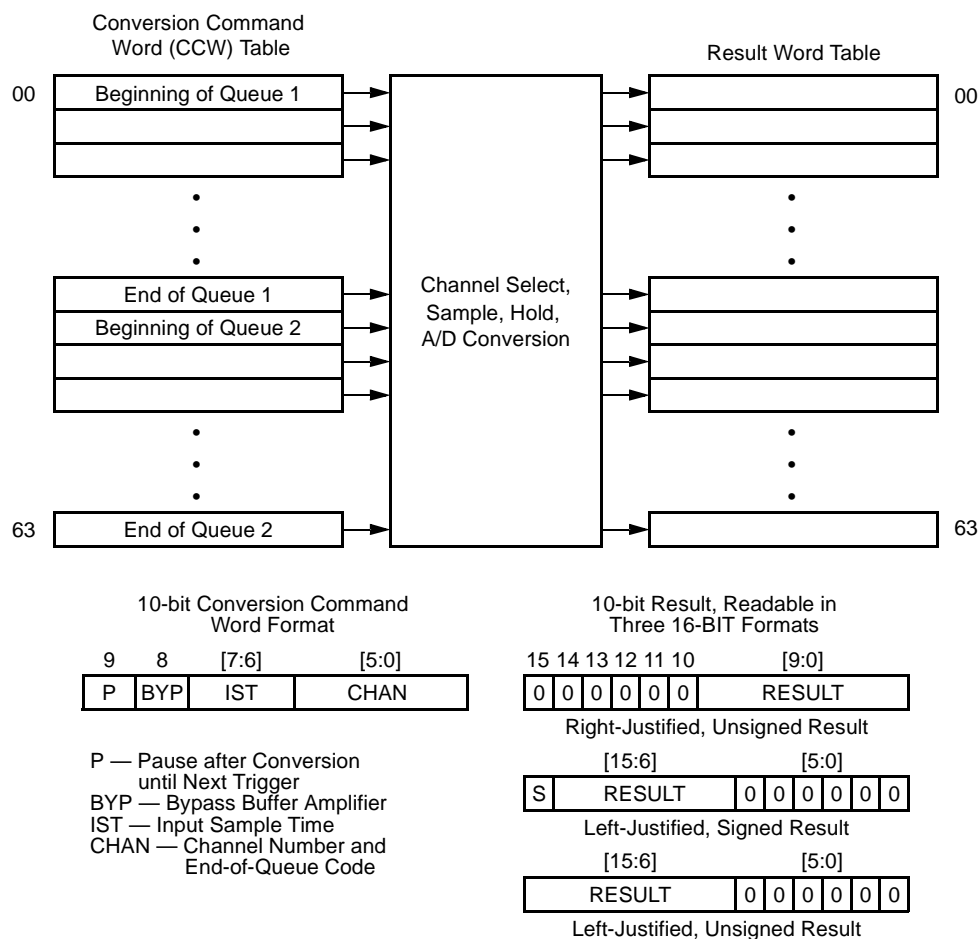 Conversion Command
Word (CCW) Table
Result Word Table
00
Beginning of Queue 1
00
End of Queue 1
Beginning of Queue 2
Channel Select,
Sample, Hold,
A/D Conversion
63
End of Queue 2
63
10-bit Conversion Command
Word Format
9 8 [7:6] [5:0]
P BYP IST CHAN
P — Pause after Conversion
until Next Trigger
BYP — Bypass Buffer Amplifier
IST — Input Sample Time
CHAN — Channel Number and
End-of-Queue Code
10-bit Result, Readable in
Three 16-BIT Formats
15 14 13 12 11 10 [9:0]
0 0 0 0 0 0 RESULT
Right-Justified, Unsigned Result
[15:6] [5:0]
S RESULT 0 0 0 0 0 0
Left-Justified, Signed Result
[15:6] [5:0]
RESULT 0 0 0 0 0 0
Left-Justified, Unsigned Result